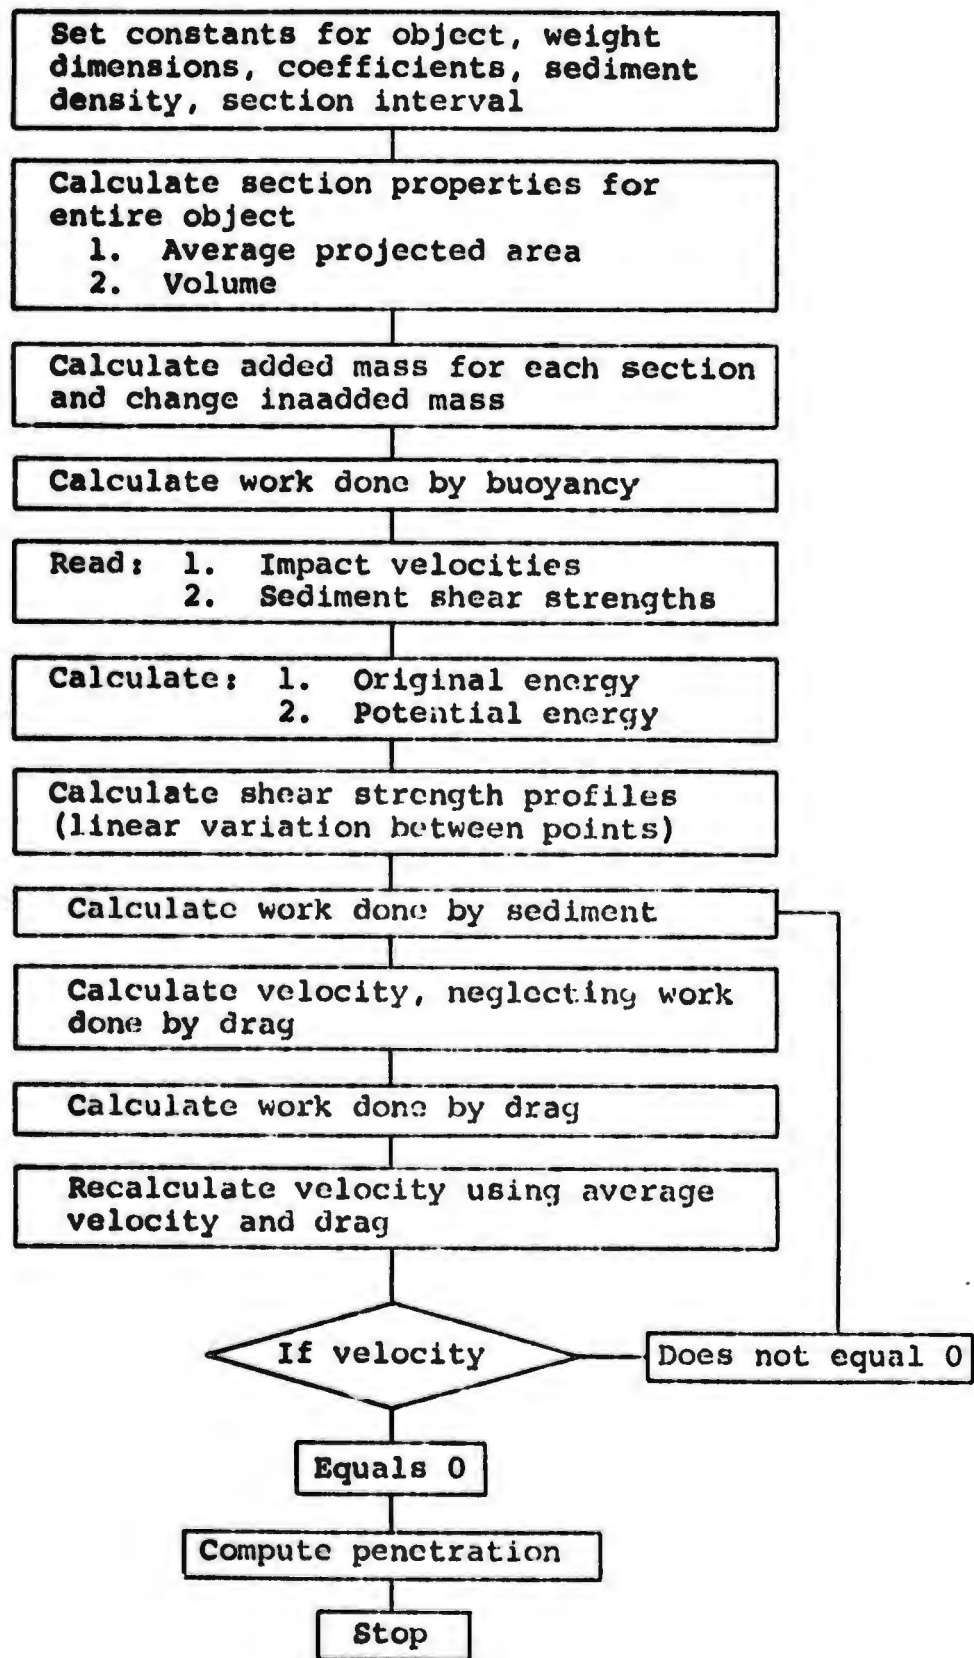 Set constants for object, weight
dimensions, coefficients, sediment
density, section interval
Calculate section properties for
entire object
1. Average projected area
2. Volume
Calculate added mass for each section
and change inaadded mass
Calculate work done by buoyancy
Read: 1. Impact velocities
2. Sediment shear strengths
Calculate: 1. Original energy
2. Potential energy
Calculate shear strength profiles
(linear variation between points)
Calculate work done by sediment
Calculate velocity, neglecting work
done by drag
Calculate work done by drag
Recalculate velocity using average
velocity and drag
If velocity
Does not equal 0
Equals 0
Compute penetration
Stop